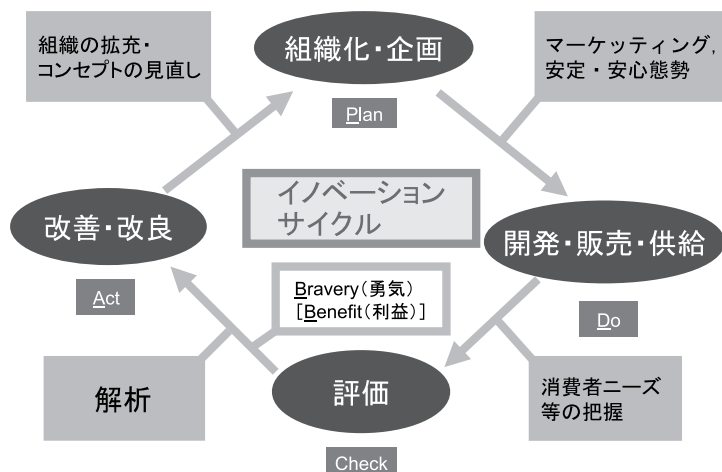 組織の拡充・
コンセプトの見直し
組織化・企画
マーケッティング,
安定・安心態勢
Plan
イノベーション
サイクル
改善・改良
開発・販売・供給
Act
Bravery(勇気)
[Benefit(利益)]
Do
解析
評価
消費者ニーズ
等の把握
Check